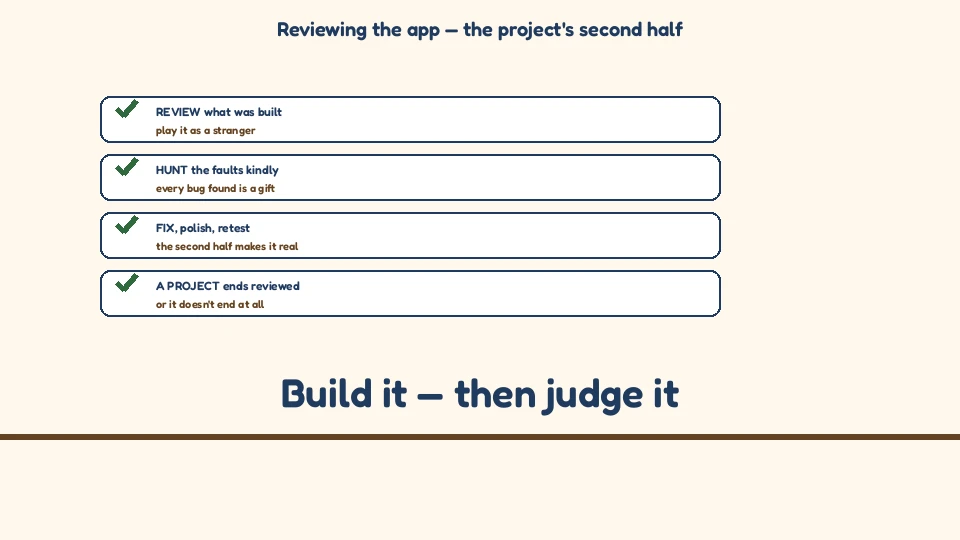 Reviewing the app — the project's second half
REVIEW what was built
play it as a stranger
HUNT the faults kindly
every bug found is a gift
FIX, polish, retest
the second half makes it real
A PROJECT ends reviewed
or it doesn't end at all
Build it — then judge it